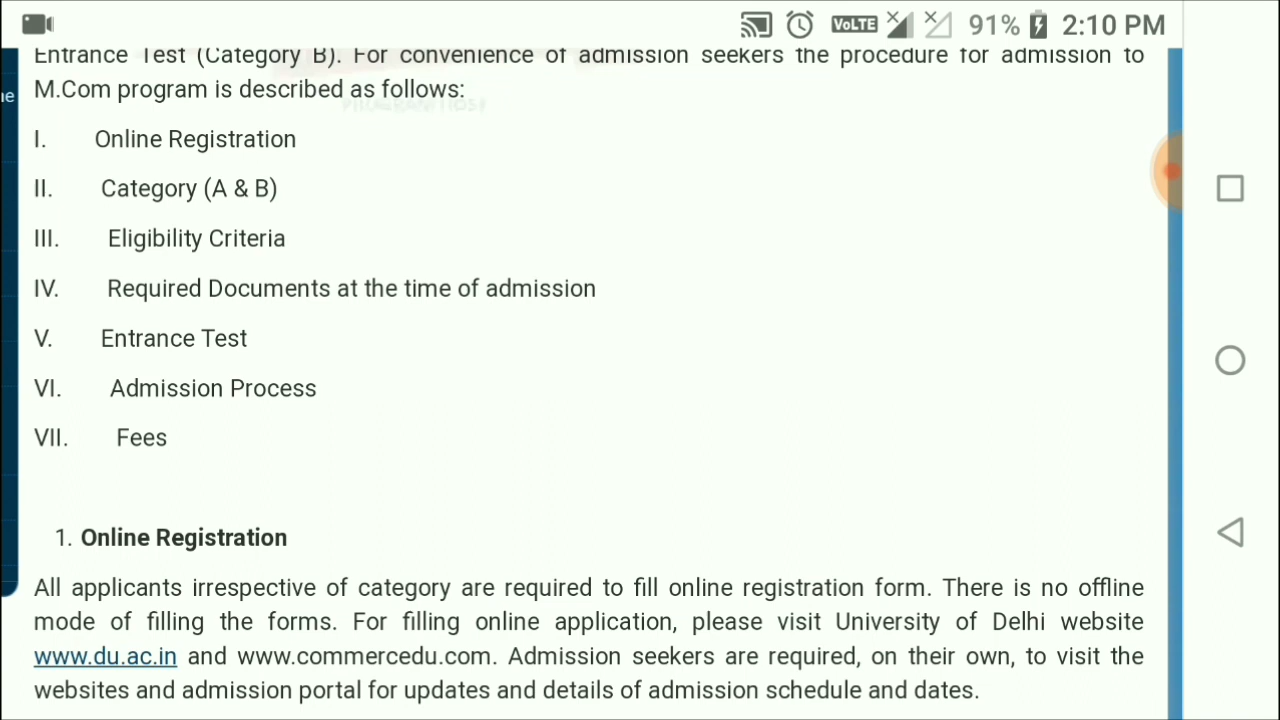 VoLTE 91% 2:10 PM
Entrance Test (Category B). For convenience of admission seekers the procedure for admission to
M.Com program is described as follows:
I. Online Registration
II. Category (A & B)
III. Eligibility Criteria
IV. Required Documents at the time of admission
V. Entrance Test
VI. Admission Process
VII. Fees
1. Online Registration
All applicants irrespective of category are required to fill online registration form. There is no offline
mode of filling the forms. For filling online application, please visit University of Delhi website
www.du.ac.in and www.commercedu.com. Admission seekers are required, on their own, to visit the
websites and admission portal for updates and details of admission schedule and dates.